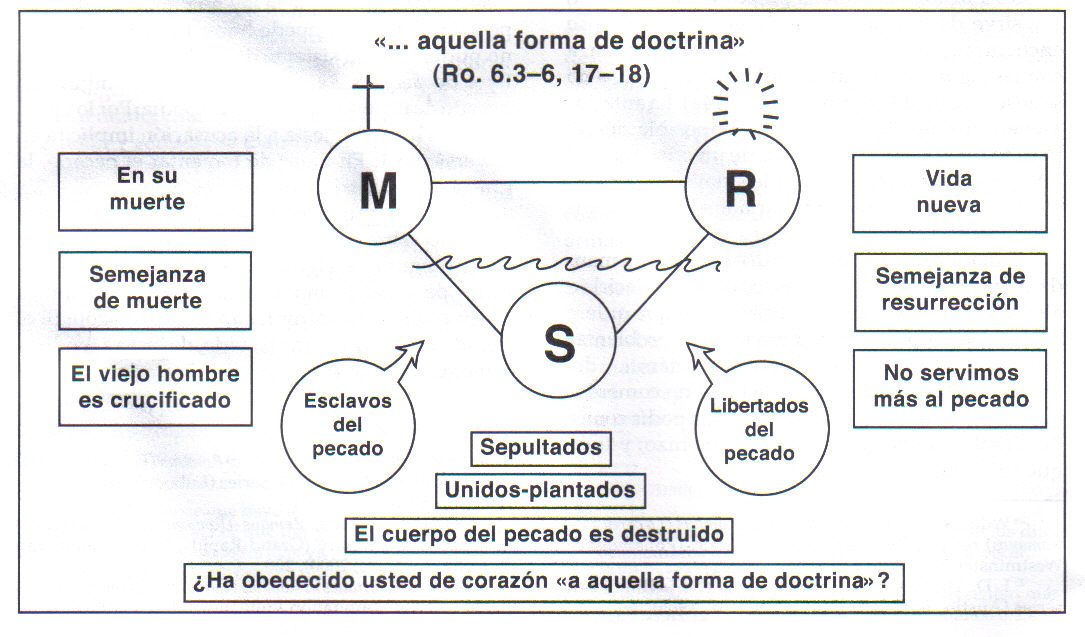 «... aquella forma de doctrina»
(Ro. 6.3–6, 17–18)
M
R
S
En su
muerte
Semejanza
de muerte
El viejo hombre
es crucificado
Vida
nueva
Semejanza de
resurrección
No servimos
más al pecado
Esclavos
del
pecado
Libertados
del
pecado
Sepultados
Unidos-plantados
El cuerpo del pecado es destruido
¿Ha obedecido usted de corazón «a aquella forma de doctrina» ?